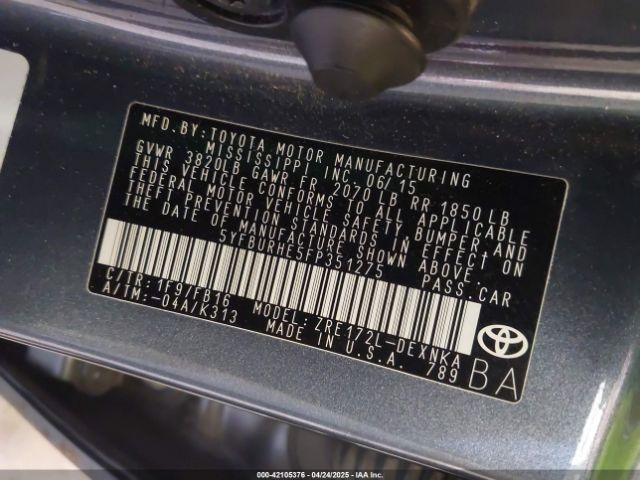 MFD.BY:TOYOTA MOTOR MANUFACTURING
MISSISSIPPI INC. 06/15
GVWR 3820LB GAWR FR 2070 LB RR 1850LB
THIS VEHICLE CONFORMS TO ALL APPLICABLE
FEDERAL MOTOR VEHICLE SAFETY, BUMPER AND
THEFT PREVENTION STANDARDS IN EFFECT ON
THE DATE OF MANUFACTURE SHOWN ABOVE.
5YFBURHE5FP351275 PASS.CAR
C/TR:1F9/FB16 MODEL:ZRE172L-DEXNKA
A/TM:-04A/K313 MADE IN U.S.A. 789
BA
000-42105376 - 04/24/2025 - IAA Inc.